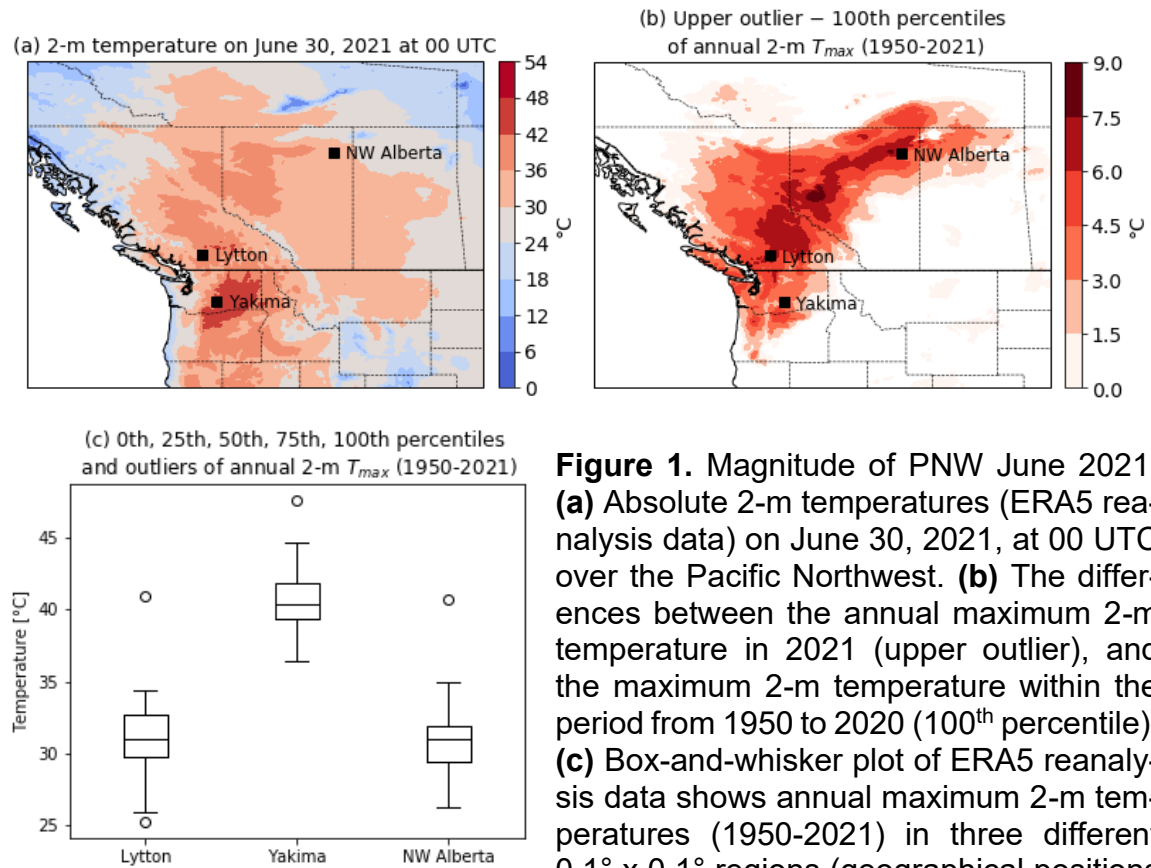 (a) 2-m temperature on June 30, 2021 at 00 UTC
54
48
42
36
30
24
18
12
6
0
°C
NW Alberta
Lytton
Yakima
(b) Upper outlier − 100th percentiles
of annual 2-m Tmax (1950-2021)
9.0
7.5
6.0
4.5
3.0
1.5
0.0
°C
NW Alberta
Lytton
Yakima
(c) 0th, 25th, 50th, 75th, 100th percentiles
and outliers of annual 2-m Tmax (1950-2021)
Temperature [°C]
45
40
35
30
25
Lytton
Yakima
NW Alberta
Figure 1. Magnitude of PNW June 2021
(a) Absolute 2-m temperatures (ERA5 rea-
nalysis data) on June 30, 2021, at 00 UTC
over the Pacific Northwest. (b) The differ-
ences between the annual maximum 2-m
temperature in 2021 (upper outlier), and
the maximum 2-m temperature within the
period from 1950 to 2020 (100th percentile)
(c) Box-and-whisker plot of ERA5 reanaly-
sis data shows annual maximum 2-m tem-
peratures (1950-2021) in three different
0.1° x 0.1° regions (geographical positions